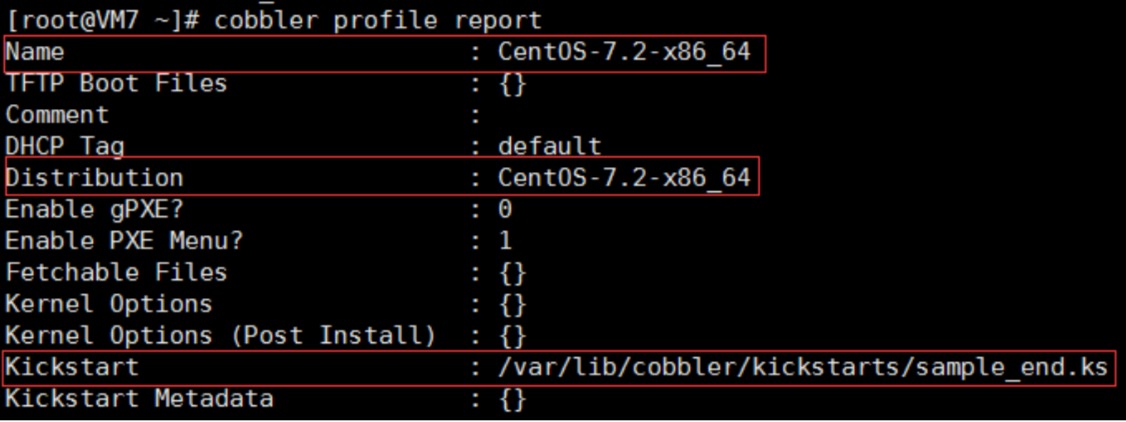 [root@VM7 ~]# cobbler profile report
Name                           : CentOS-7.2-x86_64
TFTP Boot Files                : {}
Comment                        :
DHCP Tag                       : default
Distribution                   : CentOS-7.2-x86_64
Enable gPXE?                   : 0
Enable PXE Menu?               : 1
Fetchable Files                : {}
Kernel Options                 : {}
Kernel Options (Post Install)  : {}
Kickstart                      : /var/lib/cobbler/kickstarts/sample_end.ks
Kickstart Metadata             : {}